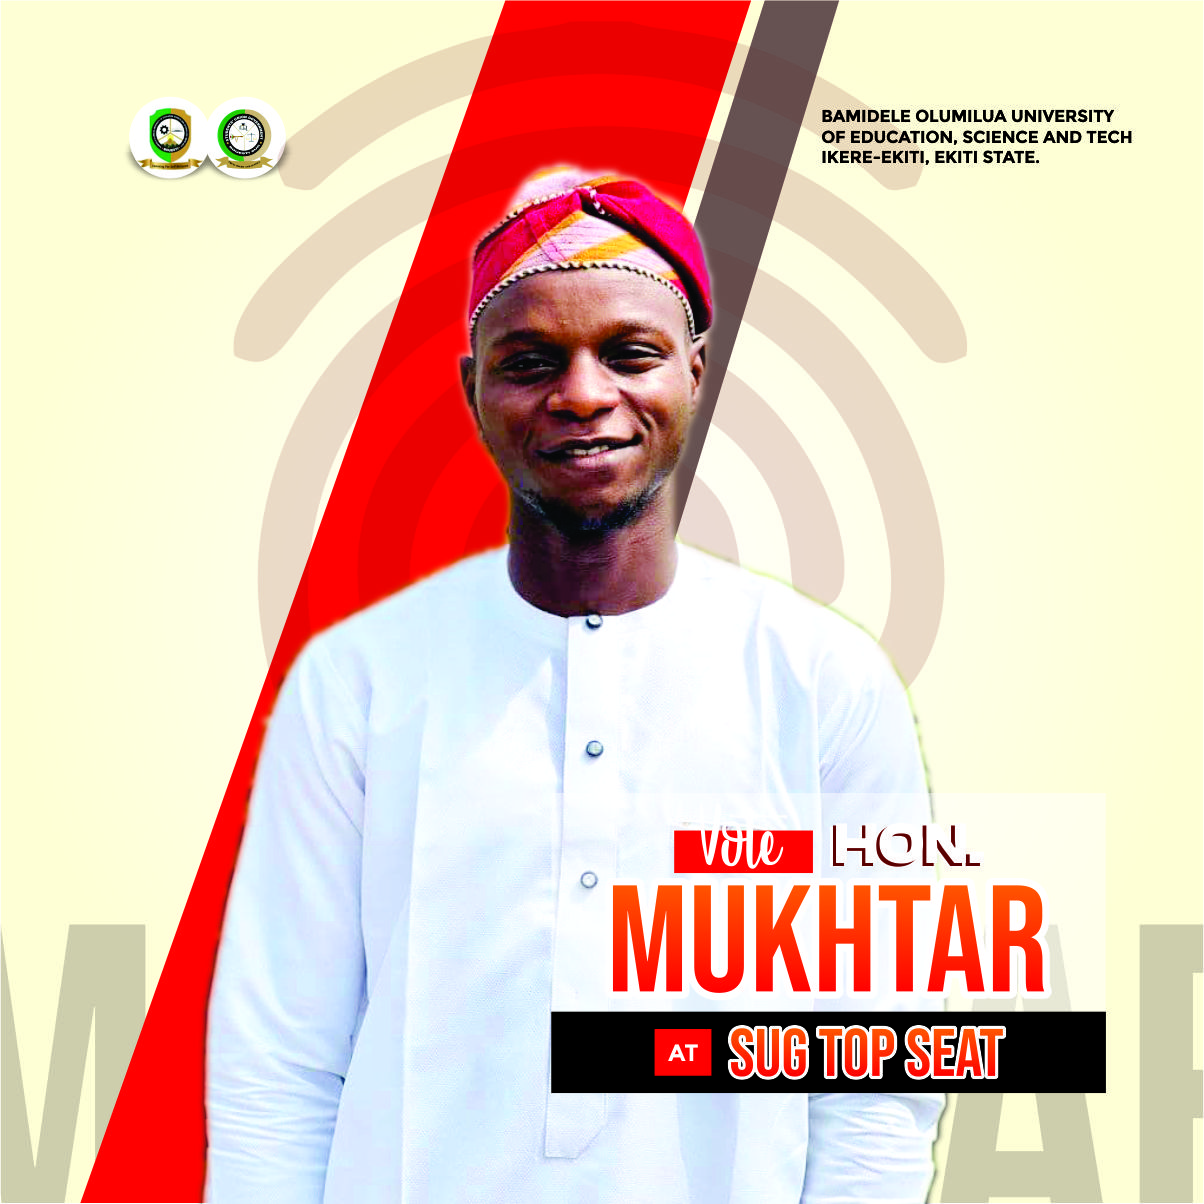 BAMIDELE OLUMILUA UNIVERSITY
OF EDUCATION, SCIENCE AND TECH
IKERE-EKITI, EKITI STATE.
Vote HON.
MUKHTAR
AT SUG TOP SEAT